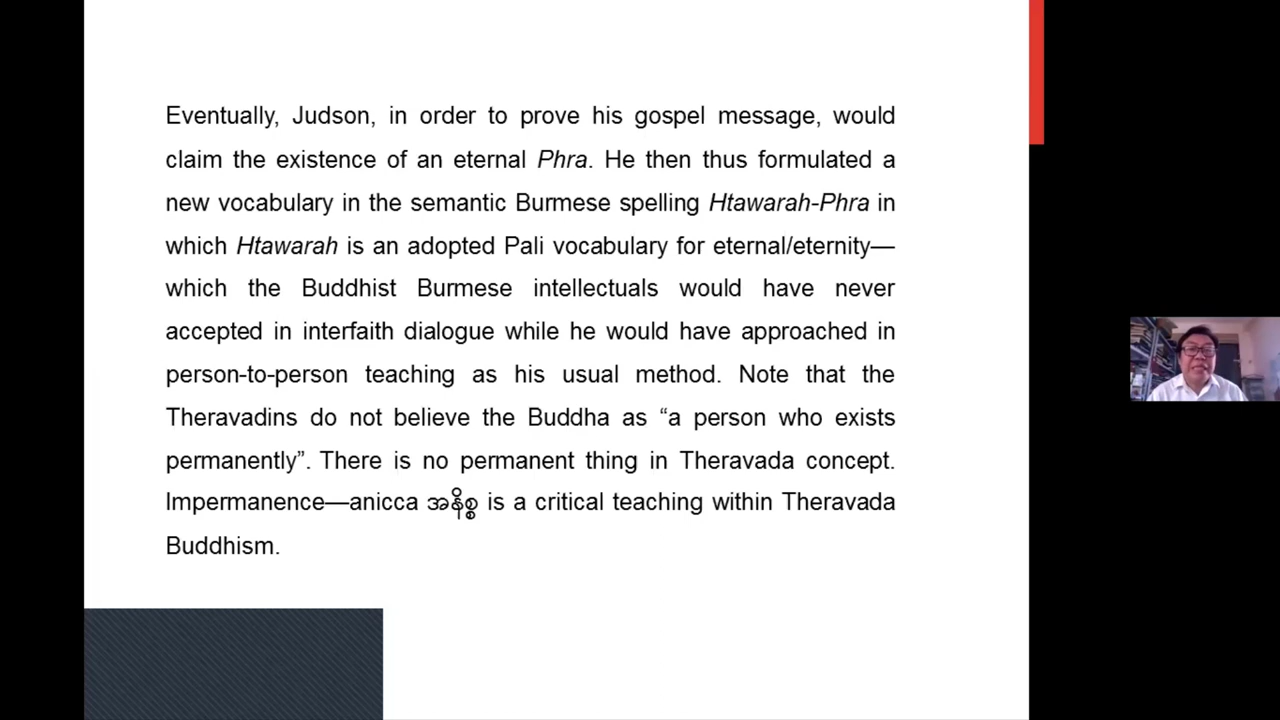 Eventually, Judson, in order to prove his gospel message, would
claim the existence of an eternal Phra. He then thus formulated a
new vocabulary in the semantic Burmese spelling Htawarah-Phra in
which Htawarah is an adopted Pali vocabulary for eternal/eternity—
which the Buddhist Burmese intellectuals would have never
accepted in interfaith dialogue while he would have approached in
person-to-person teaching as his usual method. Note that the
Theravadins do not believe the Buddha as “a person who exists
permanently”. There is no permanent thing in Theravada concept.
Impermanence—anicca အနိစ္စ is a critical teaching within Theravada
Buddhism.